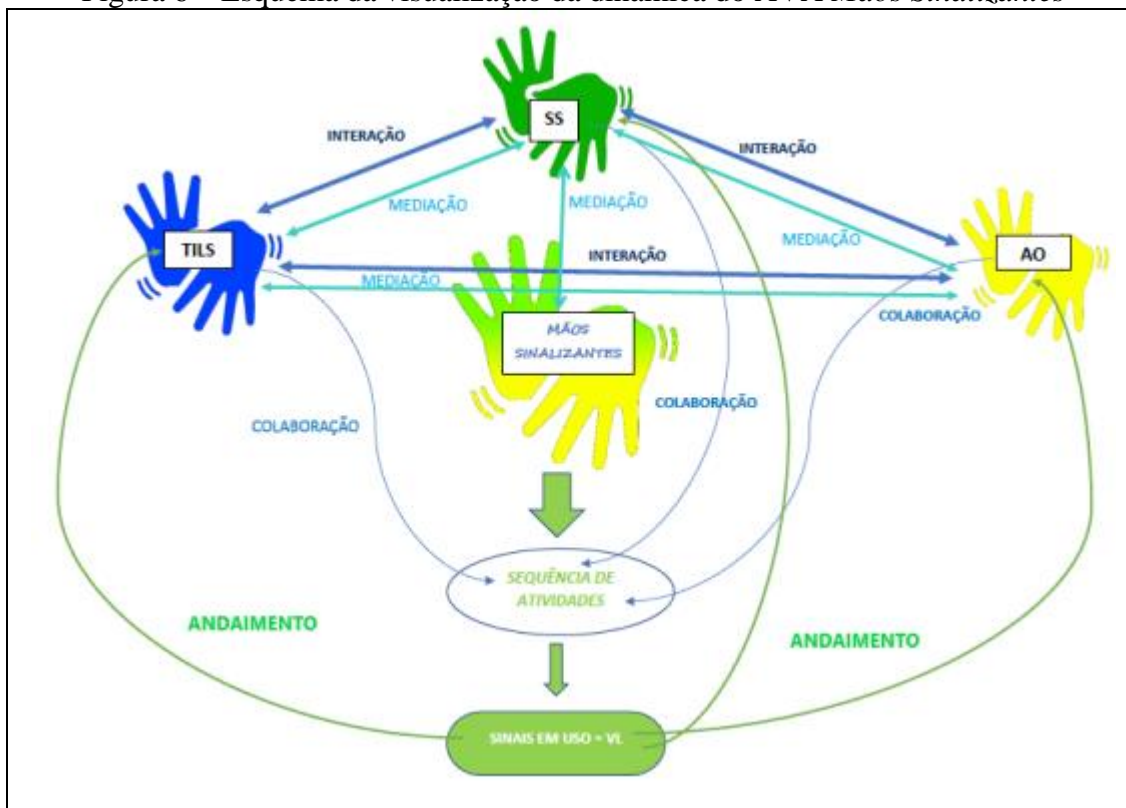 SS
INTERAÇÃO
INTERAÇÃO
MEDIAÇÃO
MEDIAÇÃO
MEDIAÇÃO
TILS
INTERAÇÃO
AO
MEDIAÇÃO
COLABORAÇÃO
MÃOS
SINALIZANTES
COLABORAÇÃO
COLABORAÇÃO
SEQUÊNCIA DE
ATIVIDADES
ANDAIMENTO
ANDAIMENTO
SINAIS EM USO = VL